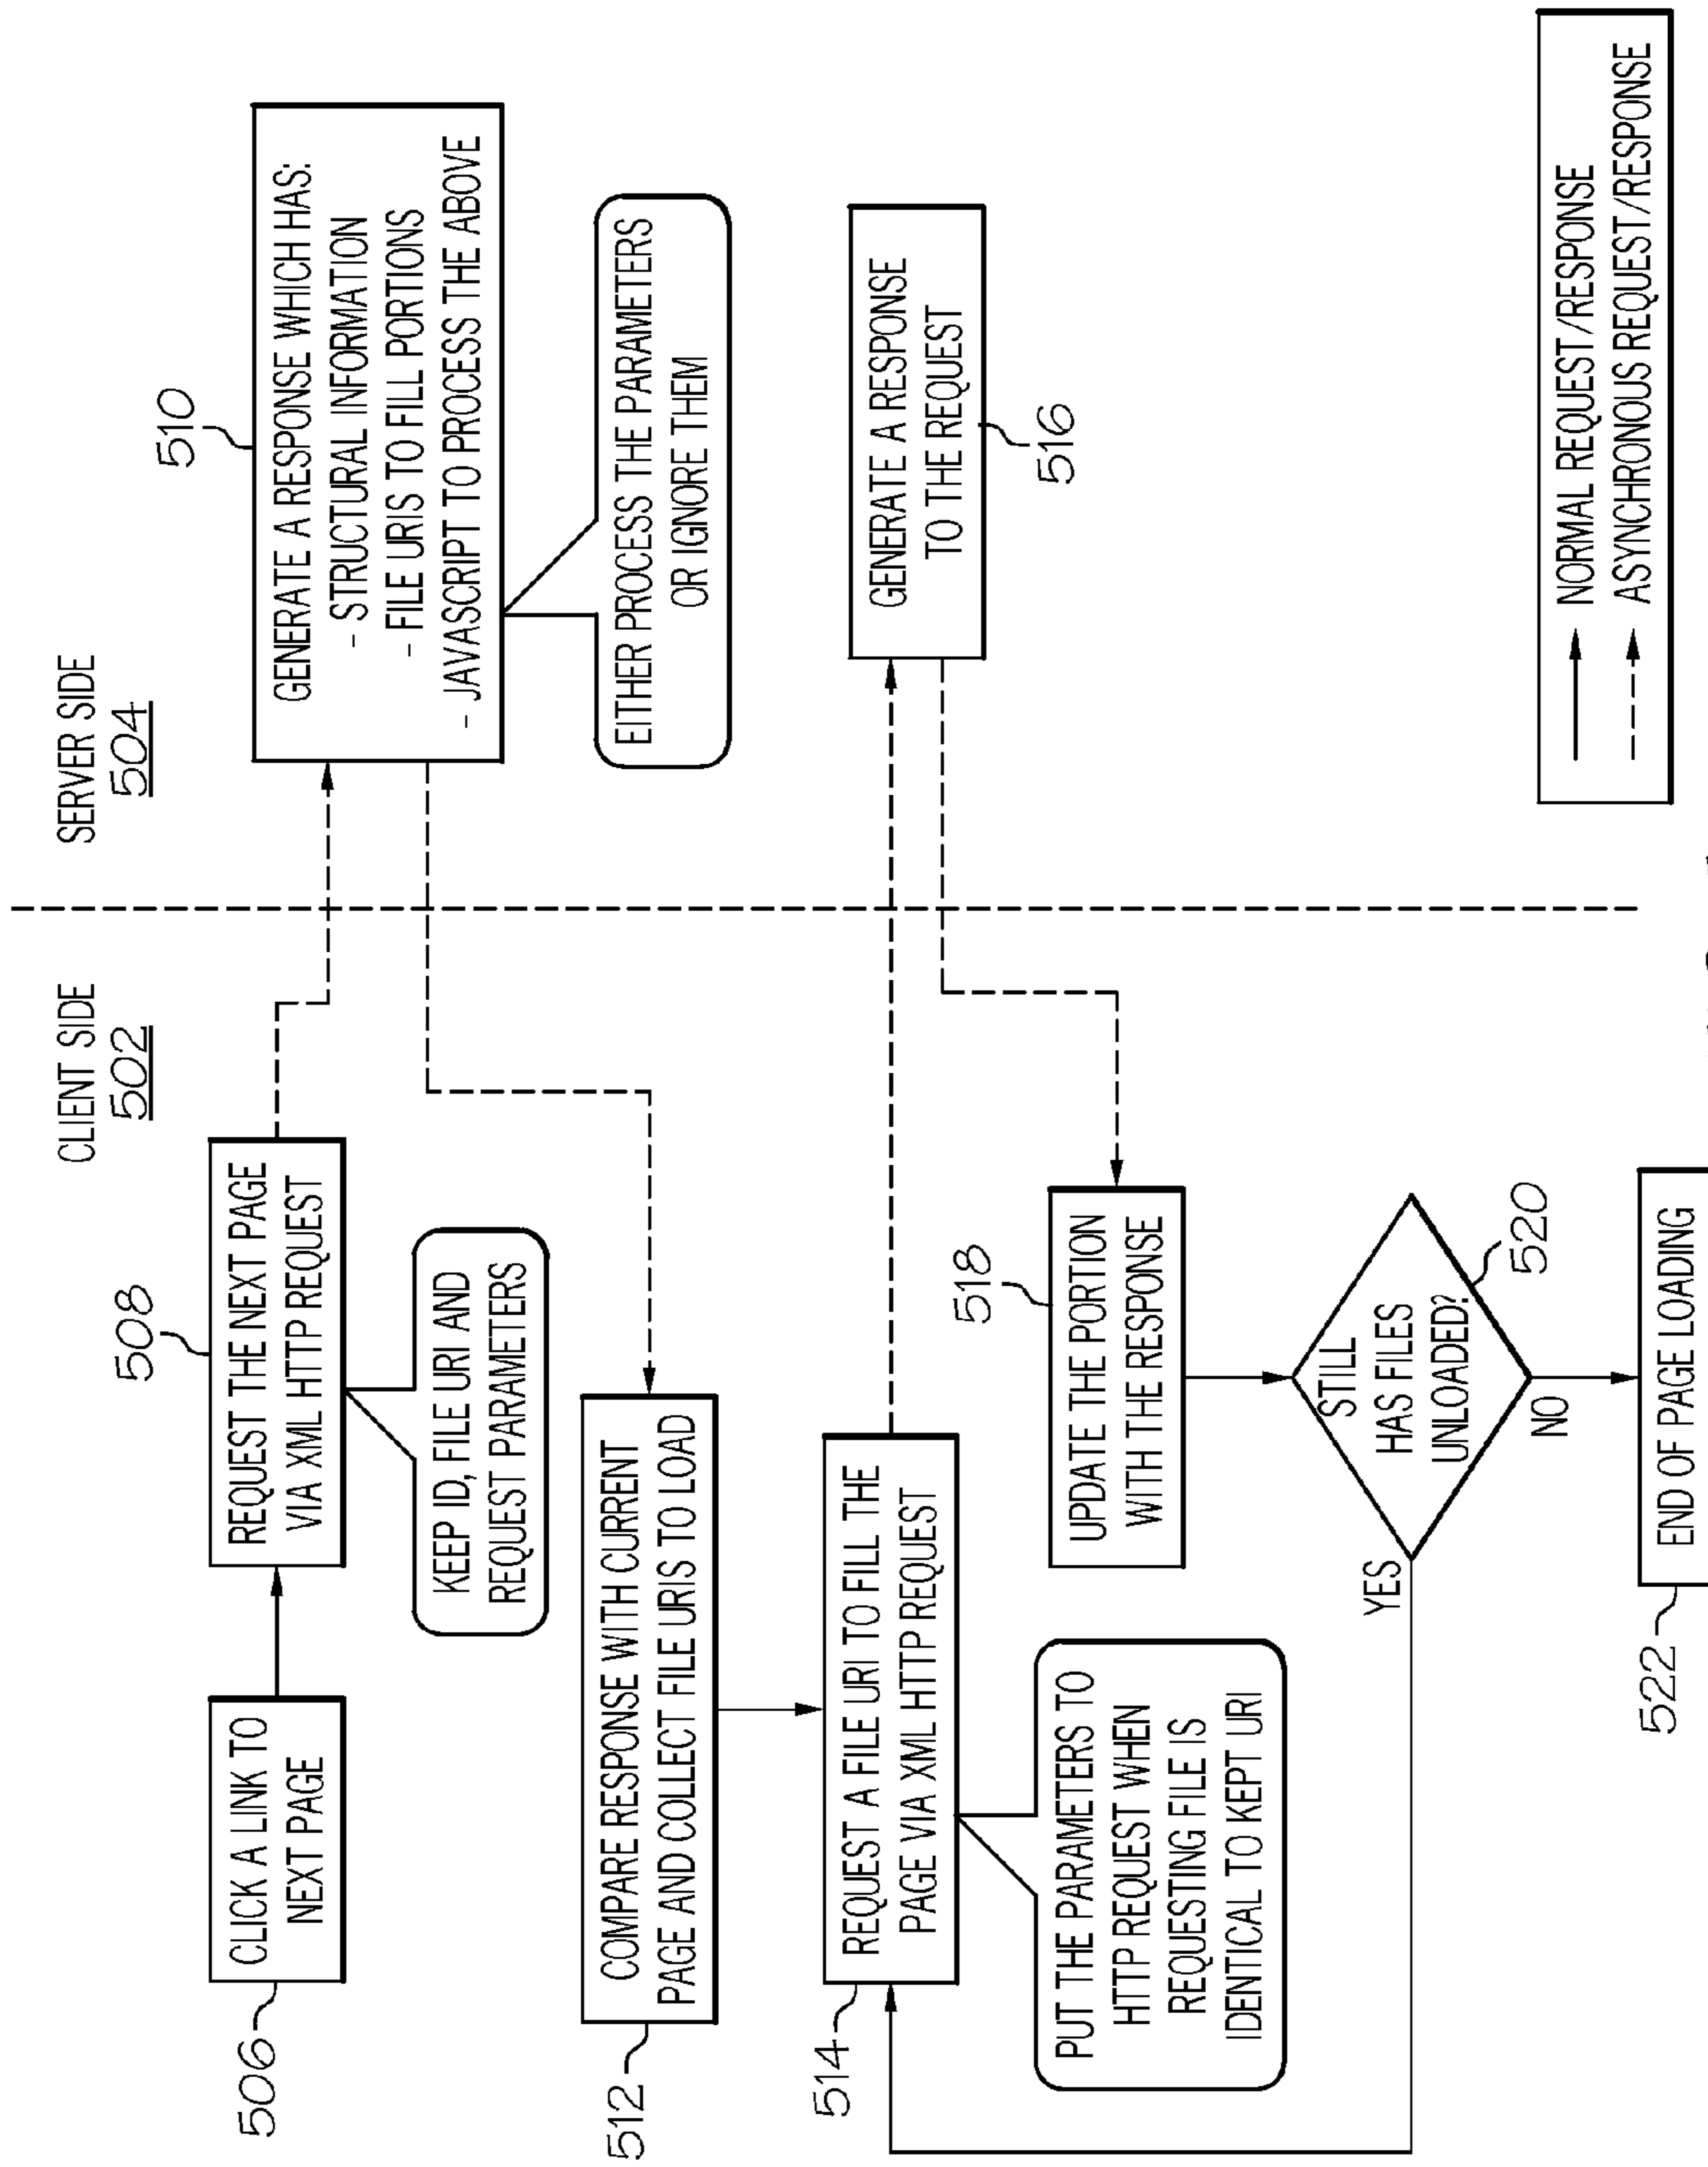 CLIENT SIDE
502
SERVER SIDE
504
506
CLICK A LINK TO
NEXT PAGE
508
REQUEST THE NEXT PAGE
VIA XML HTTP REQUEST
KEEP ID, FILE URI AND
REQUEST PARAMETERS
510
GENERATE A RESPONSE WHICH HAS:
- STRUCTURAL INFORMATION
- FILE URIS TO FILL PORTIONS
- JAVASCRIPT TO PROCESS THE ABOVE
EITHER PROCESS THE PARAMETERS
OR IGNORE THEM
512
COMPARE RESPONSE WITH CURRENT
PAGE AND COLLECT FILE URIS TO LOAD
514
REQUEST A FILE URI TO FILL THE
PAGE VIA XML HTTP REQUEST
PUT THE PARAMETERS TO
HTTP REQUEST WHEN
REQUESTING FILE IS
IDENTICAL TO KEPT URI
GENERATE A RESPONSE
TO THE REQUEST
516
518
UPDATE THE PORTION
WITH THE RESPONSE
STILL
HAS FILES
UNLOADED?
520
YES
NO
522
END OF PAGE LOADING
NORMAL REQUEST/RESPONSE
ASYNCHRONOUS REQUEST/RESPONSE